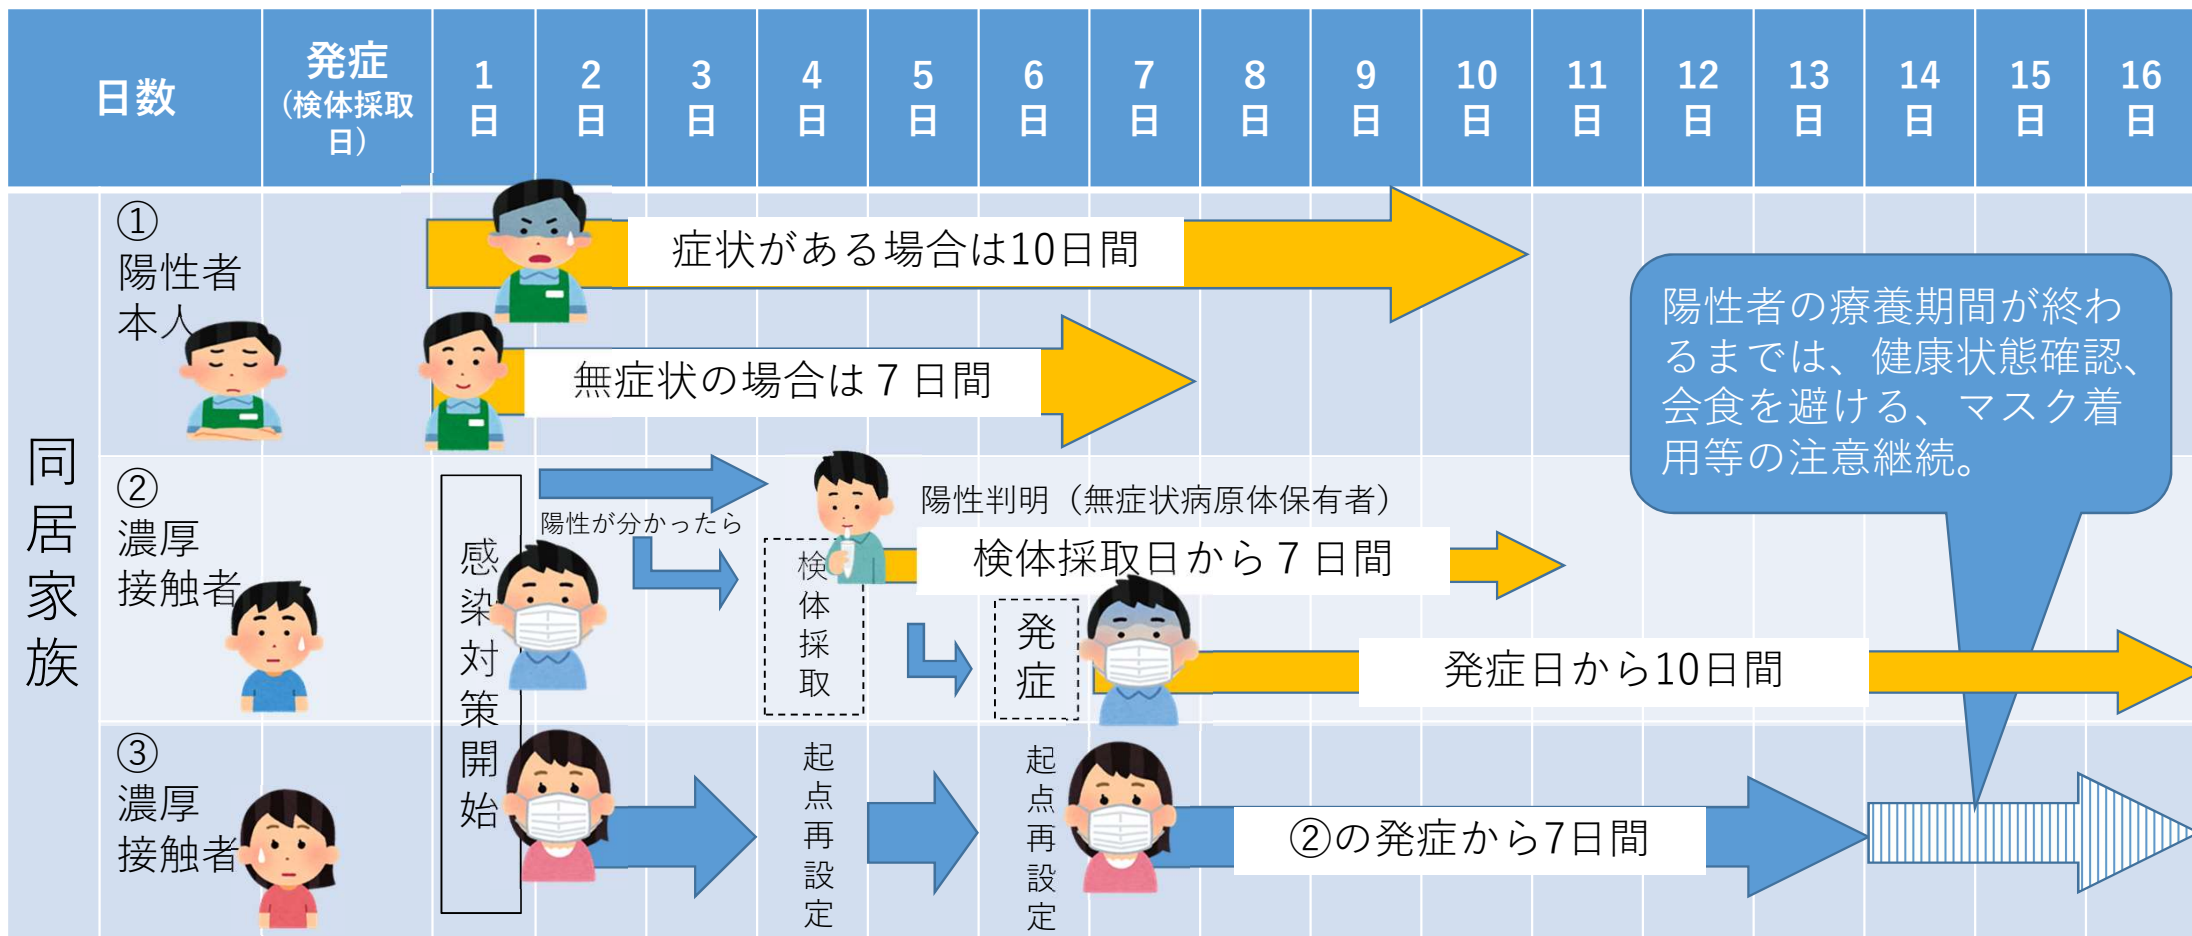 日数
発症
(検体採取
日)
1
日
2
日
3
日
4
日
5
日
6
日
7
日
8
日
9
日
10
日
11
日
12
日
13
日
14
日
15
日
16
日
同居家族
①
陽性者
本人
症状がある場合は10日間
無症状の場合は７日間
陽性者の療養期間が終わ
るまでは、健康状態確認、
会食を避ける、マスク着
用等の注意継続。
②
濃厚
接触者
感染対策開始
陽性が分かったら
検体採取
陽性判明（無症状病原体保有者）
検体採取日から７日間
発症
発症日から10日間
③
濃厚
接触者
起点再設定
起点再設定
②の発症から7日間